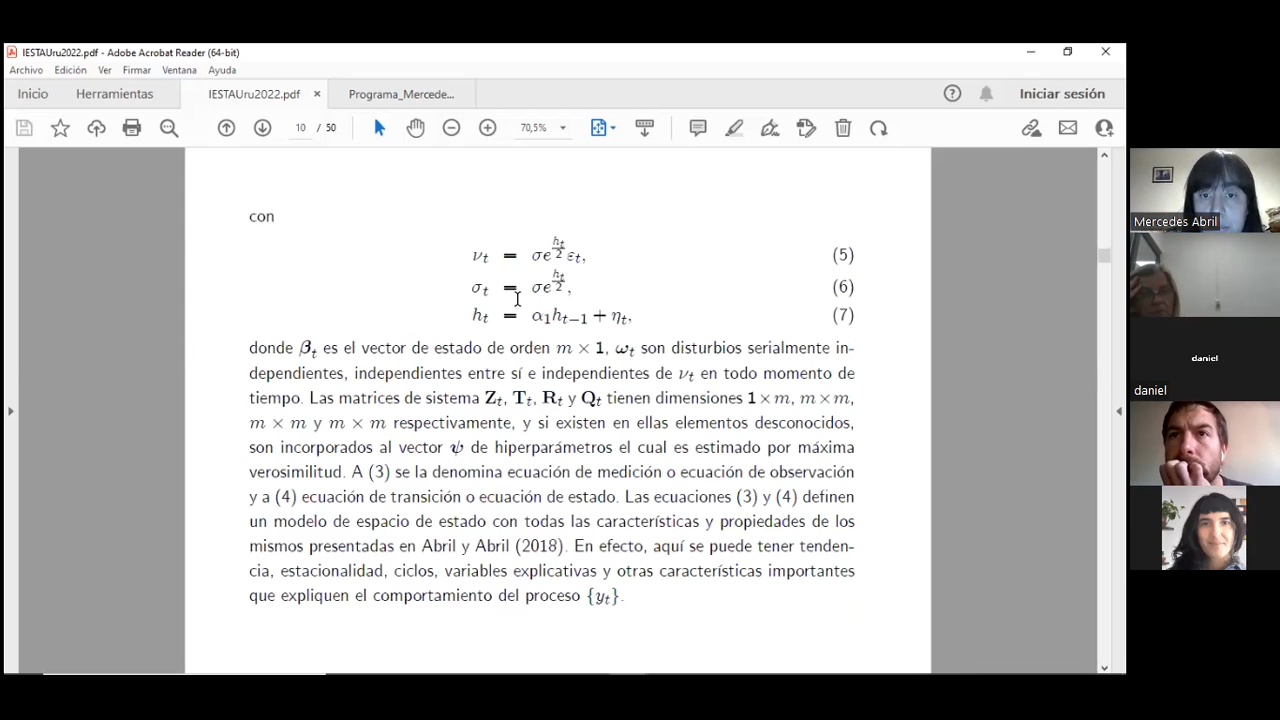 IESTAUru2022.pdf - Adobe Acrobat Reader (64-bit)
Archivo Edición Ver Firmar Ventana Ayuda
Inicio Herramientas IESTAUru2022.pdf × Programa_Mercede... Iniciar sesión
10 / 50 70,5%
con
νₜ = σe^{hₜ/2} εₜ, (5)
σₜ = σe^{hₜ/2}, (6)
hₜ = α₁hₜ₋₁ + ηₜ, (7)
donde βₜ es el vector de estado de orden m × 1, ωₜ son disturbios serialmente in-
dependientes, independientes entre sí e independientes de νₜ en todo momento de
tiempo. Las matrices de sistema Zₜ, Tₜ, Rₜ y Qₜ tienen dimensiones 1 × m, m × m,
m × m y m × m respectivamente, y si existen en ellas elementos desconocidos,
son incorporados al vector ψ de hiperparámetros el cual es estimado por máxima
verosimilitud. A (3) se la denomina ecuación de medición o ecuación de observación
y a (4) ecuación de transición o ecuación de estado. Las ecuaciones (3) y (4) definen
un modelo de espacio de estado con todas las características y propiedades de los
mismos presentadas en Abril y Abril (2018). En efecto, aquí se puede tener tenden-
cia, estacionalidad, ciclos, variables explicativas y otras características importantes
que expliquen el comportamiento del proceso {yₜ}.
Mercedes Abril
daniel
daniel